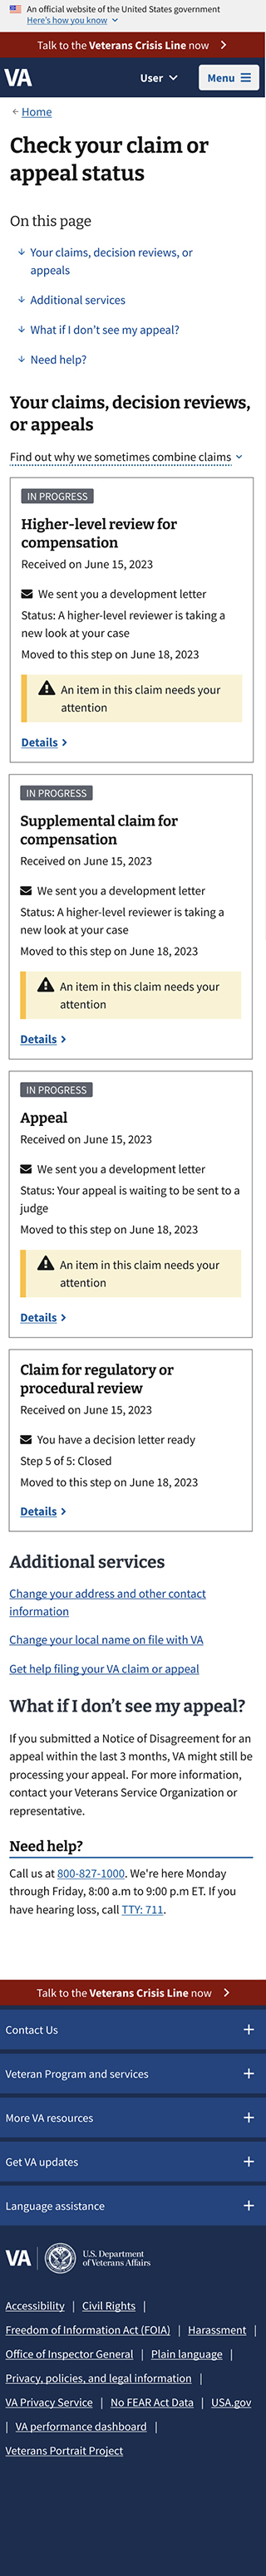 An official website of the United States government
Here's how you know
Talk to the Veterans Crisis Line now
VA
User
Menu
Home
Check your claim or
appeal status
On this page
Your claims, decision reviews, or
appeals
Additional services
What if I don't see my appeal?
Need help?
Your claims, decision reviews,
or appeals
Find out why we sometimes combine claims
IN PROGRESS
Higher-level review for
compensation
Received on June 15, 2023
We sent you a development letter
Status: A higher-level reviewer is taking a
new look at your case
Moved to this step on June 18, 2023
An item in this claim needs your
attention
Details
IN PROGRESS
Supplemental claim for
compensation
Received on June 15, 2023
We sent you a development letter
Status: A higher-level reviewer is taking a
new look at your case
Moved to this step on June 18, 2023
An item in this claim needs your
attention
Details
IN PROGRESS
Appeal
Received on June 15, 2023
We sent you a development letter
Status: Your appeal is waiting to be sent to a
judge
Moved to this step on June 18, 2023
An item in this claim needs your
attention
Details
Claim for regulatory or
procedural review
Received on June 15, 2023
You have a decision letter ready
Step 5 of 5: Closed
Moved to this step on June 18, 2023
Details
Additional services
Change your address and other contact
information
Change your local name on file with VA
Get help filing your VA claim or appeal
What if I don't see my appeal?
If you submitted a Notice of Disagreement for an
appeal within the last 3 months, VA might still be
processing your appeal. For more information,
contact your Veterans Service Organization or
representative.
Need help?
Call us at 800-827-1000. We're here Monday
through Friday, 8:00 a.m to 9:00 p.m ET. If you
have hearing loss, call TTY: 711.
Talk to the Veterans Crisis Line now
Contact Us
Veteran Program and services
More VA resources
Get VA updates
Language assistance
VA | U.S. Department
of Veterans Affairs
Accessibility | Civil Rights |
Freedom of Information Act (FOIA) | Harassment |
Office of Inspector General | Plain language |
Privacy, policies, and legal information |
VA Privacy Service | No FEAR Act Data | USA.gov
| VA performance dashboard |
Veterans Portrait Project